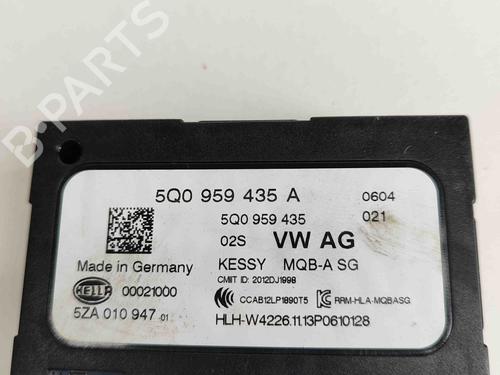 B-PARTS
5Q0 959 435 A 0604
5Q0 959 435 021
02S VW AG
Made in Germany KESSY MQB-A SG
CMIIT ID: 2012DJ1998
HELLA 00021000 CCAB12LP1890T5 RRM-HLA-MQBASG
5ZA 010 947 01 HLH-W4226.11.13P0610128